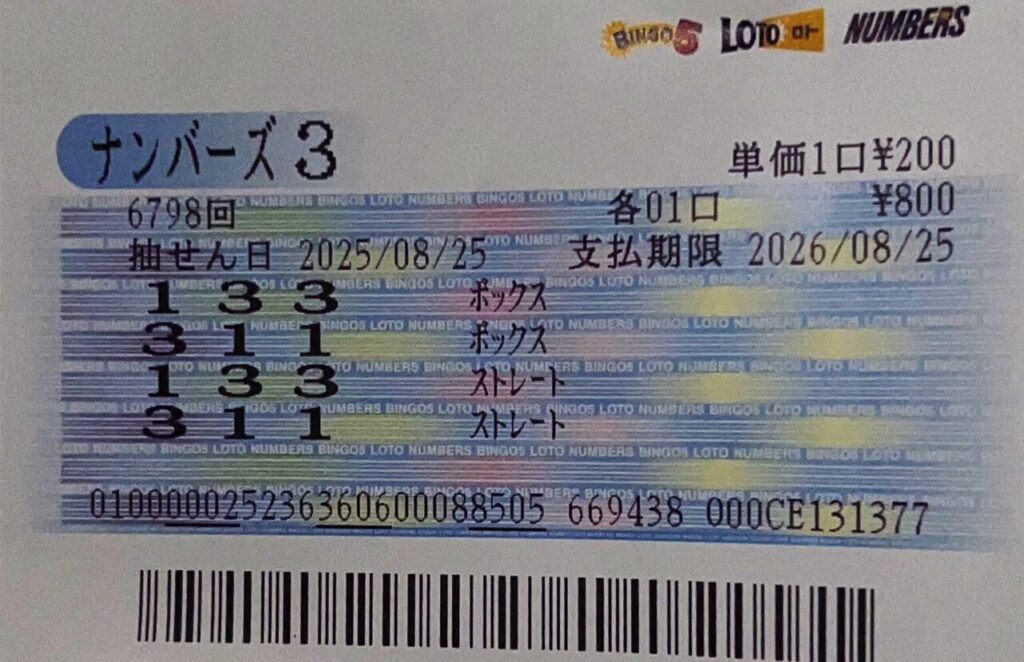 BINGO5 LOTO ロト NUMBERS
ナンバーズ3
単価1口¥200
6798回 各01口 ¥800
抽せん日 2025/08/25 支払期限 2026/08/25
1 3 3 ボックス
3 1 1 ボックス
1 3 3 ストレート
3 1 1 ストレート
010000025236360600088505 669438 000CE131377